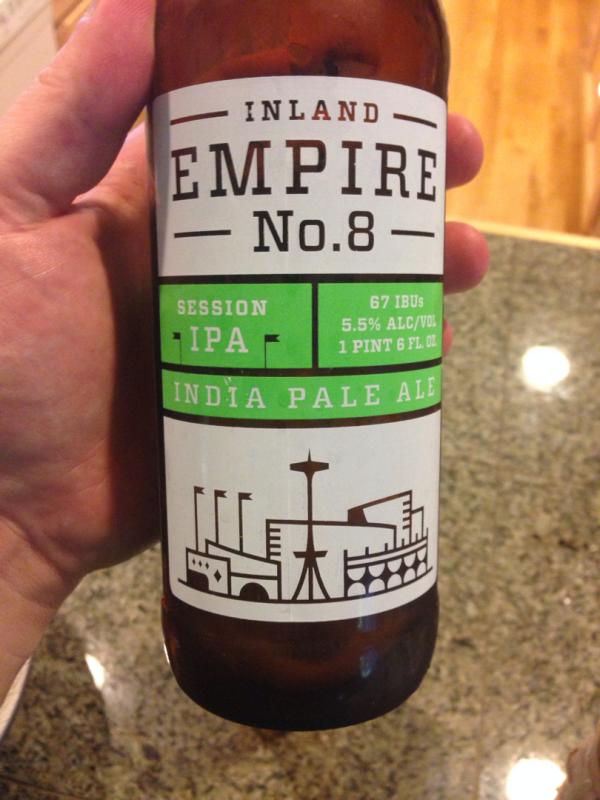 INLAND
EMPIRE
No.8
SESSION
IPA
67 IBUs
5.5% ALC/VOL
1 PINT 6 FL. OZ
INDIA PALE ALE